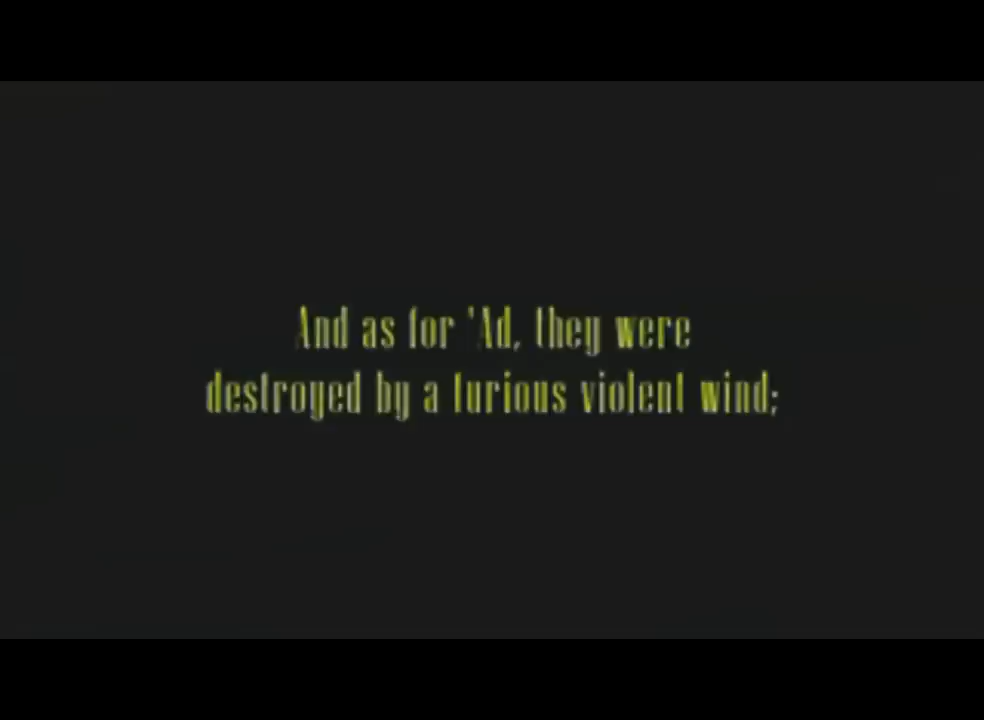 And as for 'Ad, they were
destroyed by a furious violent wind;